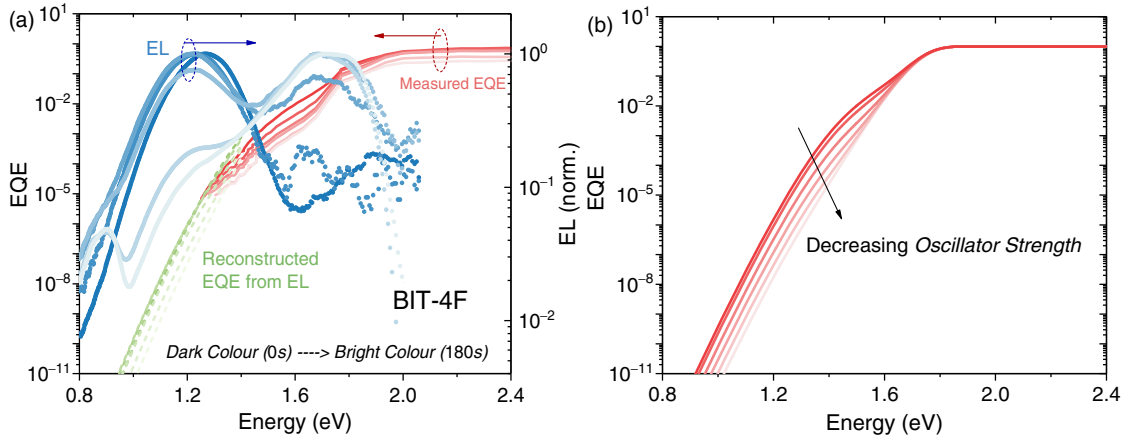 (a)
10^1
10^-2
10^-5
10^-8
10^-11
EQE
EL
Measured EQE
Reconstructed
EQE from EL
BIT-4F
Dark Colour (0s) ----> Bright Colour (180s)
10^0
10^-1
10^-2
EL (norm.)
0.8 1.2 1.6 2.0 2.4
Energy (eV)
(b)
10^1
10^-2
10^-5
10^-8
10^-11
EQE
Decreasing Oscillator Strength
0.8 1.2 1.6 2.0 2.4
Energy (eV)